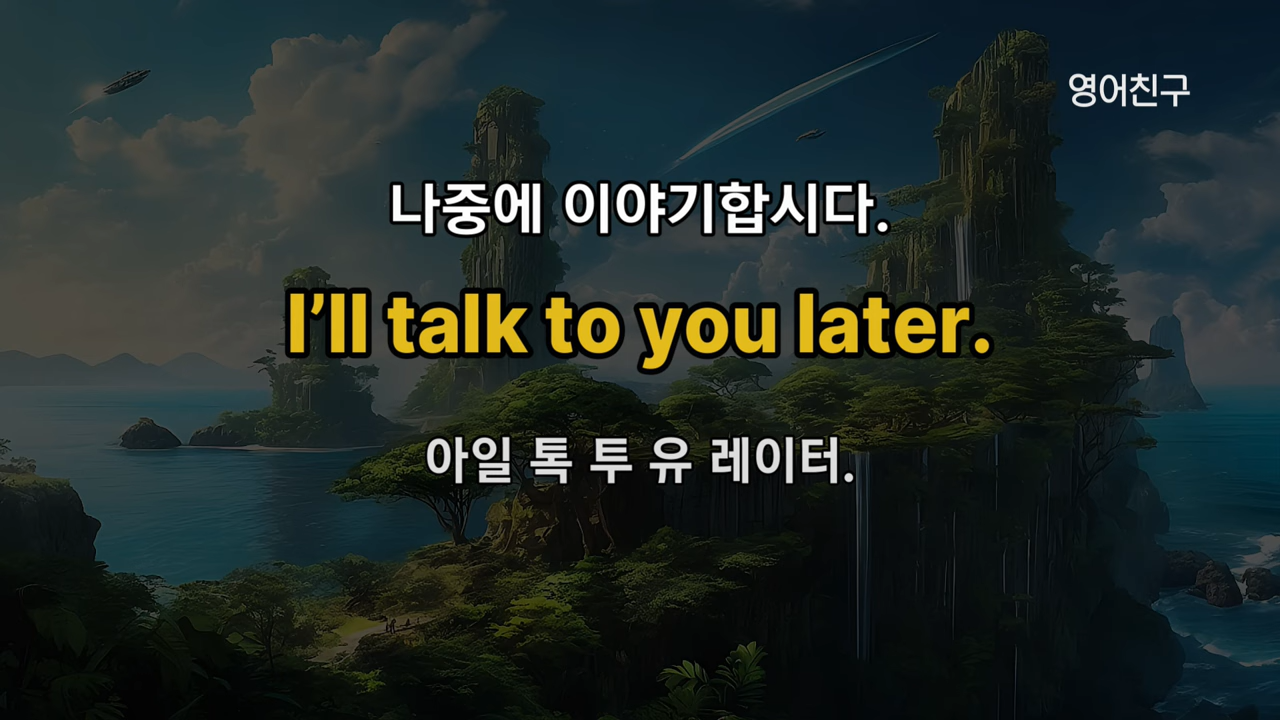 영어친구
나중에 이야기합시다.
I’ll talk to you later.
아일 톡 투 유 레이터.